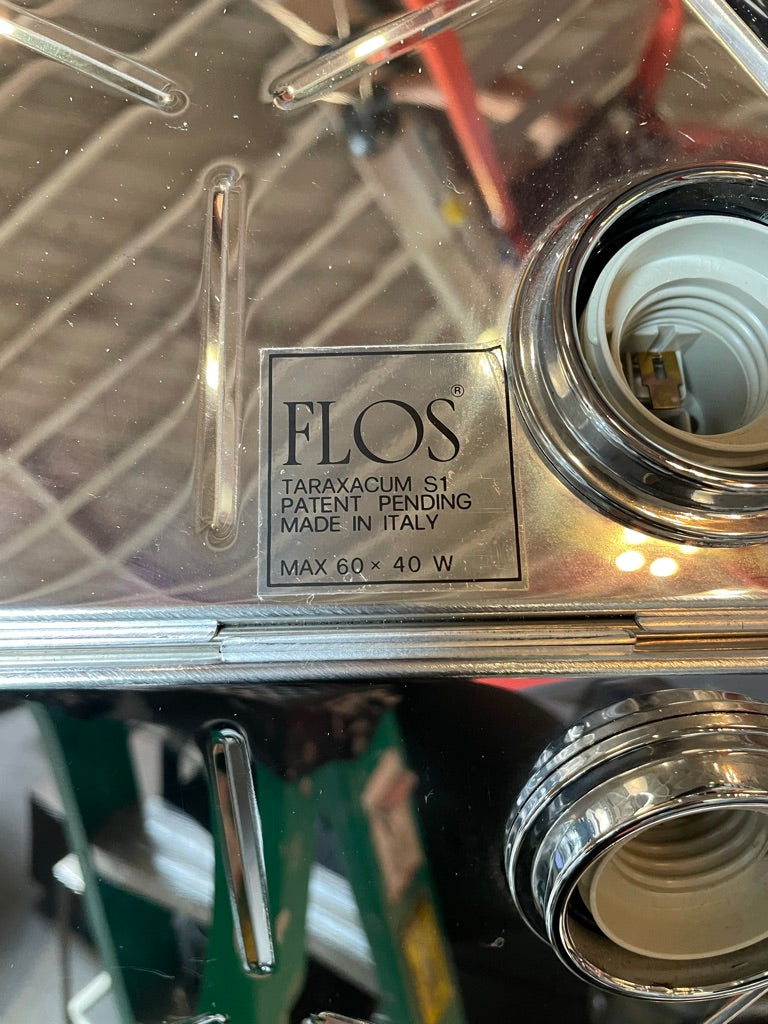 FLOS®
TARAXACUM S1
PATENT PENDING
MADE IN ITALY
MAX 60 × 40 W